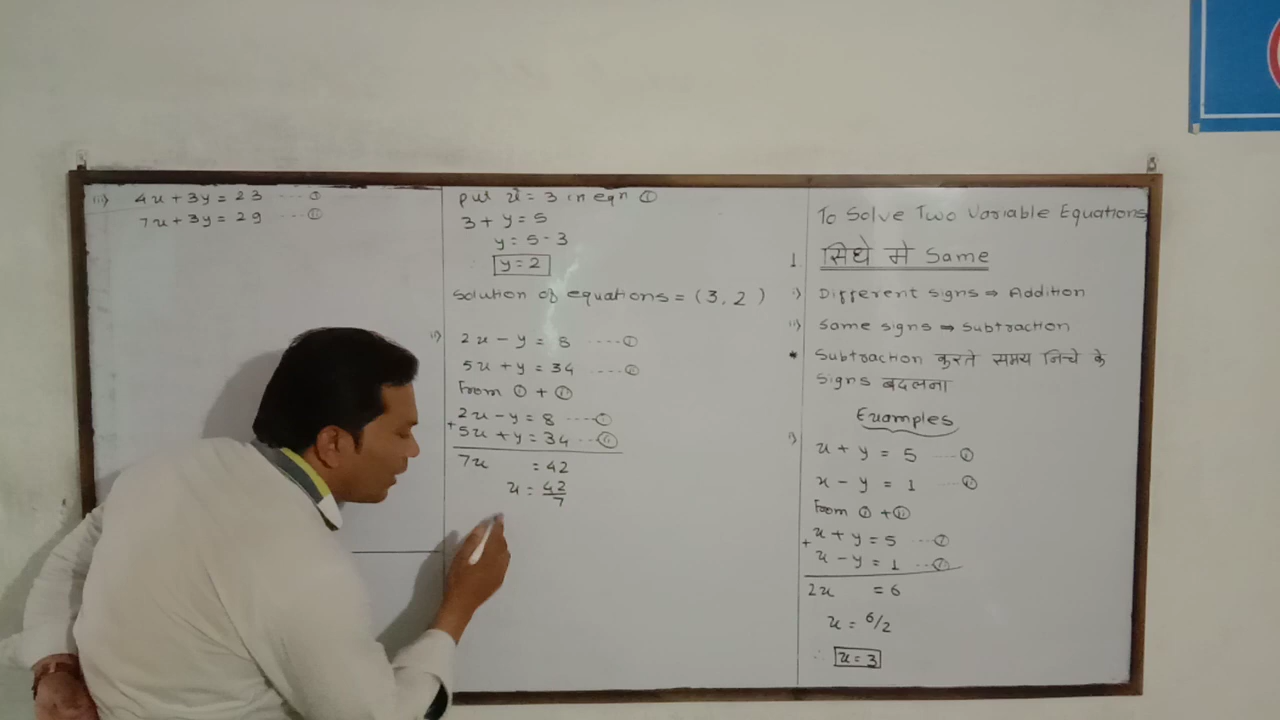 iii) 4x + 3y = 23 ---- ①
7x + 3y = 29 ---- ②
put x = 3 in eqn ①
3 + y = 5
y = 5 - 3
∴ y = 2
Solution of equations = (3, 2)
ii) 2x - y = 8 ---- ①
5x + y = 34 ---- ②
From ① + ②
2x - y = 8 ---- ①
+ 5x + y = 34 ---- ②
7x = 42
x = 42/7
To Solve Two Variable Equations
1. सिधे मे Same
i) Different signs ⇒ Addition
ii) Same signs ⇒ Subtraction
* Subtraction करते समय निचे के
Signs बदलना
Examples
i) x + y = 5 ---- ①
x - y = 1 ---- ②
From ① + ②
x + y = 5 ---- ①
+ x - y = 1 ---- ②
2x = 6
x = 6/2
∴ x = 3